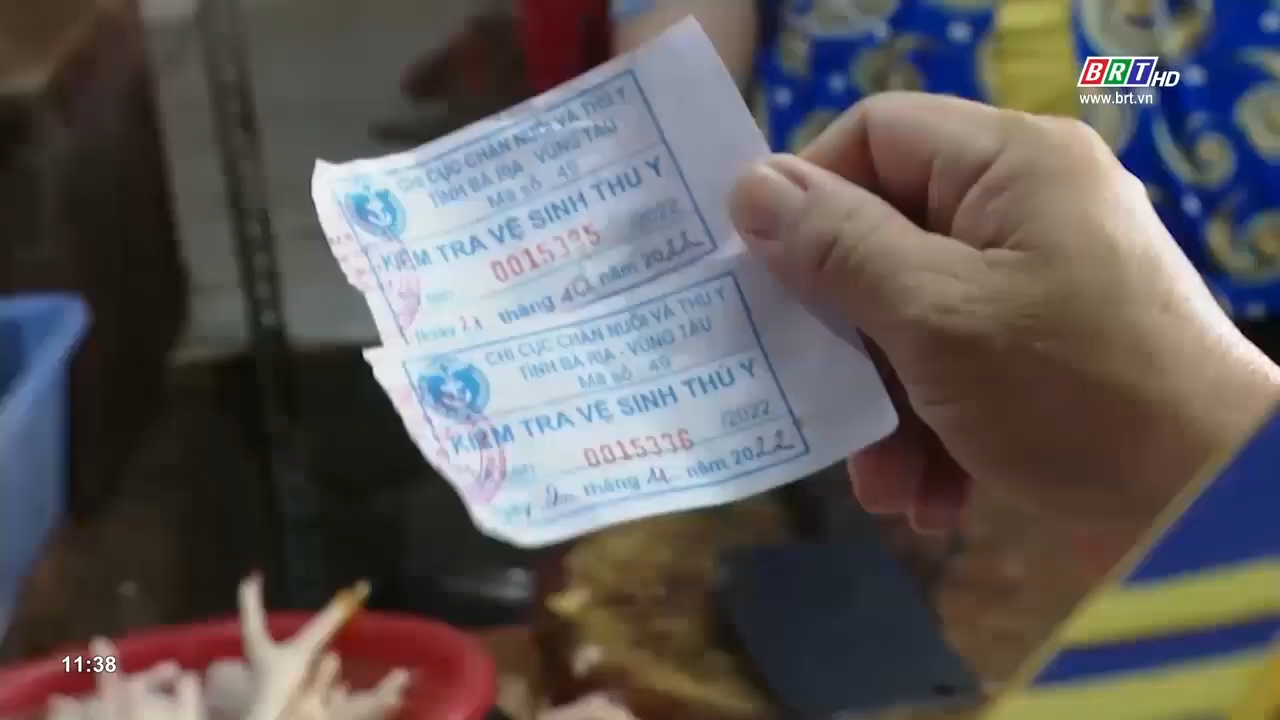 BRT HD
www.brt.vn
CHI CỤC CHĂN NUÔI VÀ THÚ Y
TỈNH BÀ RỊA - VŨNG TÀU
Mã số 49
KIỂM TRA VỆ SINH THÚ Y
0015335 /2022
Ngày tháng năm 2022
CHI CỤC CHĂN NUÔI VÀ THÚ Y
TỈNH BÀ RỊA - VŨNG TÀU
Mã số 49
KIỂM TRA VỆ SINH THÚ Y
0015336 /2022
tháng 11 năm 2022
11:38